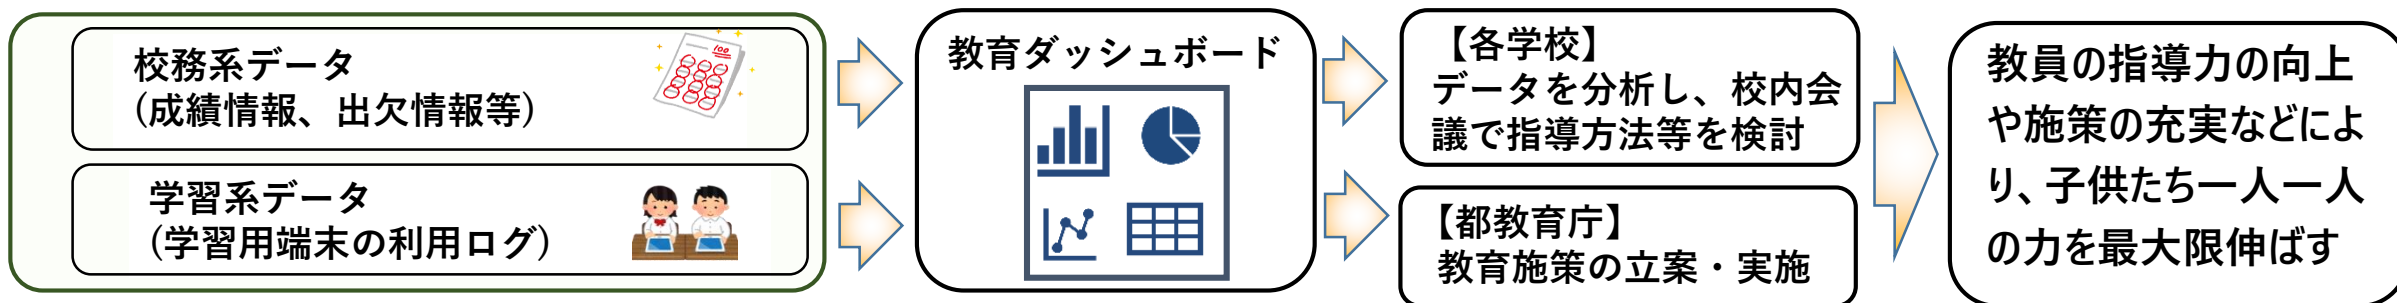 校務系データ
(成績情報、出欠情報等)
100
学習系データ
(学習用端末の利用ログ)
教育ダッシュボード
【各学校】
データを分析し、校内会
議で指導方法等を検討
【都教育庁】
教育施策の立案・実施
教員の指導力の向上
や施策の充実などによ
り、子供たち一人一人
の力を最大限伸ばす